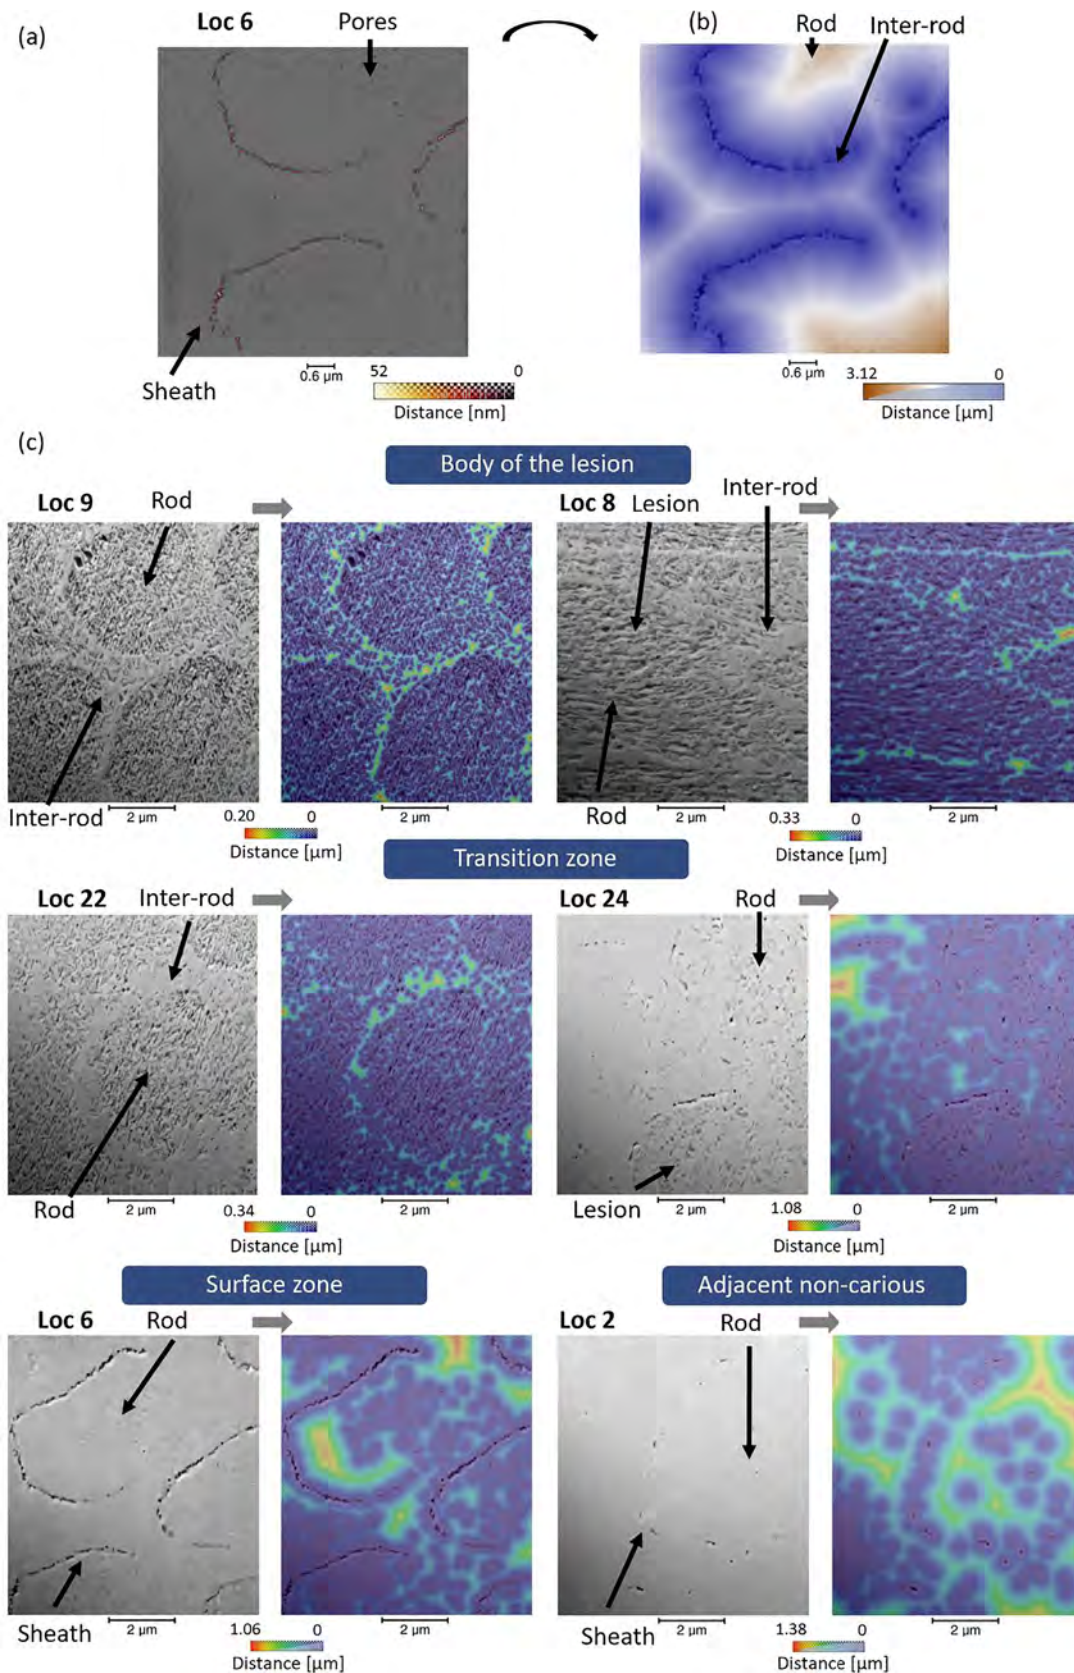 (a)
Loc 6
Pores
(b)
Rod
Inter-rod
Sheath
0.6 µm
52
0
Distance [nm]
0.6 µm
3.12
0
Distance [µm]
(c)
Body of the lesion
Loc 9
Rod
Loc 8
Lesion
Inter-rod
Inter-rod
2 µm
0.20
0
2 µm
Distance [µm]
Rod
2 µm
0.33
0
2 µm
Distance [µm]
Transition zone
Loc 22
Inter-rod
Loc 24
Rod
Rod
2 µm
0.34
0
2 µm
Distance [µm]
Lesion
2 µm
1.08
0
2 µm
Distance [µm]
Surface zone
Adjacent non-carious
Loc 6
Rod
Loc 2
Rod
Sheath
2 µm
1.06
0
2 µm
Distance [µm]
Sheath
2 µm
1.38
0
2 µm
Distance [µm]